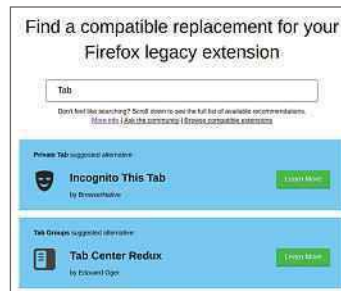 Find a compatible replacement for your
Firefox legacy extension
Tab
Don't feel like searching? Scroll down to see the full list of available recommendations.
More info | Ask the community | Browse compatible extensions
Private Tab suggested alternative:
Incognito This Tab
Learn More
by BrowserNative
Tab Groups suggested alternative:
Tab Center Redux
Learn More
by Edouard Oger